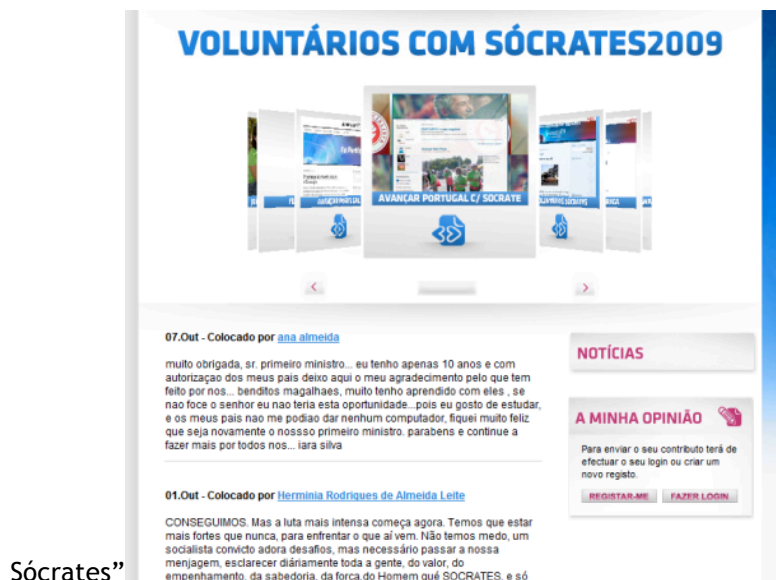 VOLUNTÁRIOS COM SÓCRATES2009
AVANÇAR PORTUGAL C/ SOCRATE
07.Out - Colocado por ana almeida
muito obrigada, sr. primeiro ministro... eu tenho apenas 10 anos e com
autorizaçao dos meus pais deixo aqui o meu agradecimento pelo que tem
feito por nos... benditos magalhaes, muito tenho aprendido com eles , se
nao foce o senhor eu nao teria esta oportunidade...pois eu gosto de estudar,
e os meus pais nao me podiao dar nenhum computador, fiquei muito feliz
que seja novamente o nossso primeiro ministro. parabens e continue a
fazer mais por todos nos... iara silva
01.Out - Colocado por Herminia Rodrigues de Almeida Leite
CONSEGUIMOS. Mas a luta mais intensa começa agora. Temos que estar
mais fortes que nunca, para enfrentar o que aí vem. Não temos medo, um
socialista convicto adora desafios, mas necessário passar a nossa
menjagem, esclarecer diáriamente toda a gente, do valor, do
empenhamento, da sabedoria, da força,do Homem qué SOCRATES, e só
NOTÍCIAS
A MINHA OPINIÃO
Para enviar o seu contributo terá de
efectuar o seu login ou criar um
novo registo.
REGISTAR-ME FAZER LOGIN
Sócrates”